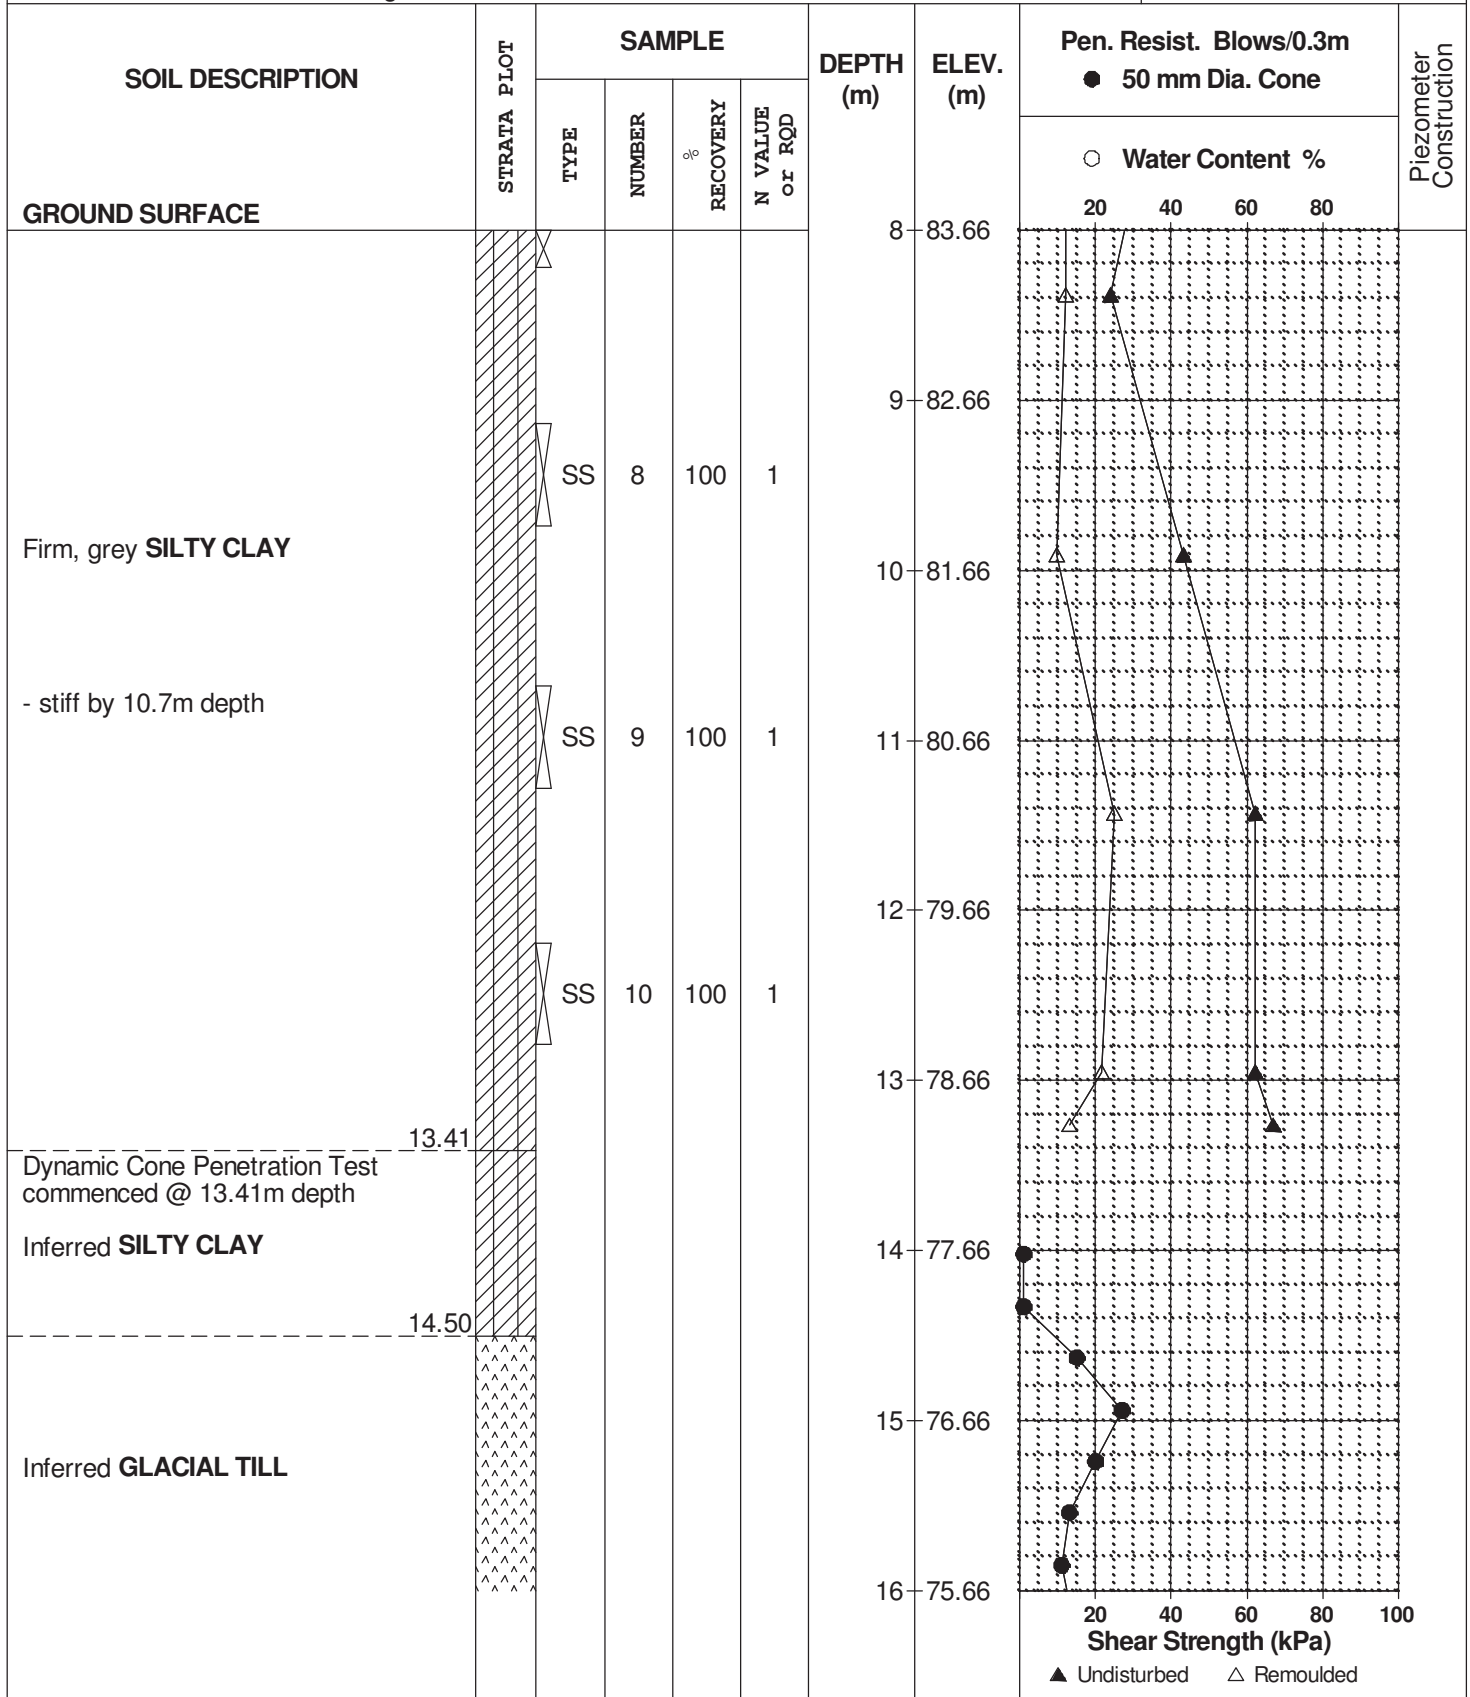 SOIL DESCRIPTION
GROUND SURFACE
STRATA PLOT
SAMPLE
TYPE
NUMBER
%
RECOVERY
N VALUE
or RQD
DEPTH
(m)
ELEV.
(m)
Pen. Resist. Blows/0.3m
● 50 mm Dia. Cone
○ Water Content %
20 40 60 80
Piezometer
Construction
8 83.66
9 82.66
SS 8 100 1
Firm, grey SILTY CLAY
10 81.66
- stiff by 10.7m depth
SS 9 100 1
11 80.66
12 79.66
SS 10 100 1
13 78.66
13.41
Dynamic Cone Penetration Test
commenced @ 13.41m depth
Inferred SILTY CLAY
14 77.66
14.50
15 76.66
Inferred GLACIAL TILL
16 75.66
20 40 60 80 100
Shear Strength (kPa)
▲ Undisturbed △ Remoulded